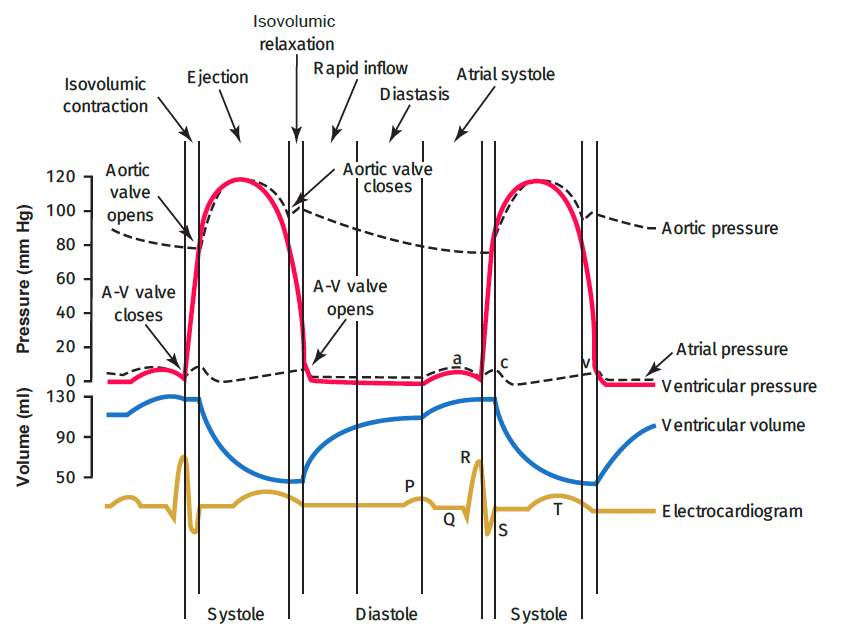 Isovolumic
relaxation
Ejection
Rapid inflow
Atrial systole
Isovolumic
contraction
Diastasis
Aortic
valve
opens
Aortic valve
closes
A-V valve
closes
A-V valve
opens
Pressure (mm Hg)
120
100
80
60
40
20
0
Volume (ml)
130
90
50
a
c
v
Aortic pressure
Atrial pressure
Ventricular pressure
Ventricular volume
R
P
Q
S
T
Electrocardiogram
Systole
Diastole
Systole